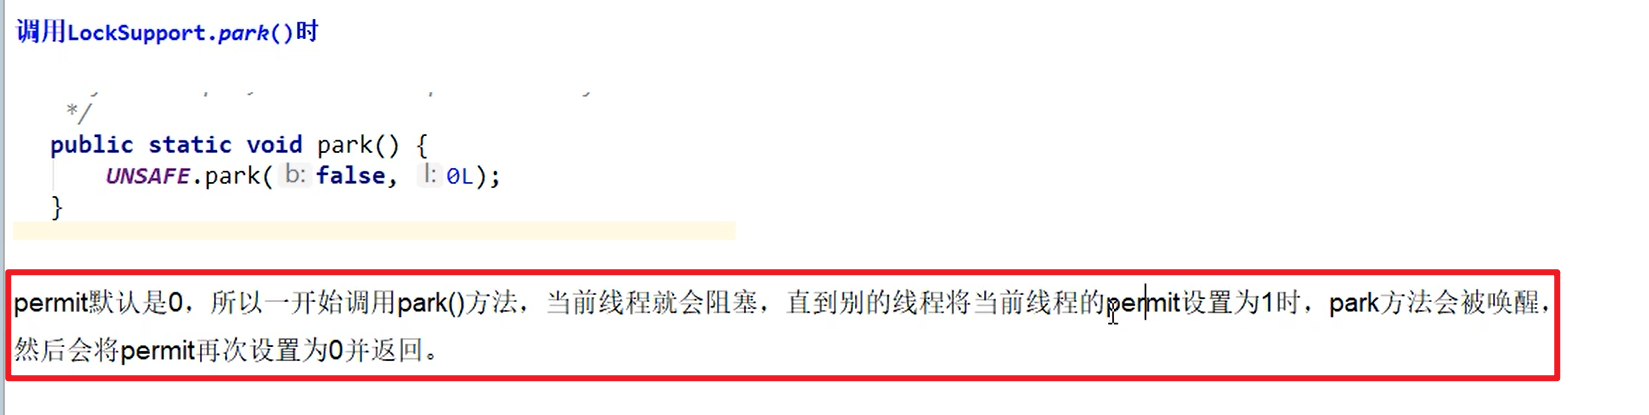 调用LockSupport.park()时
*/
public static void park() {
UNSAFE.park( b: false, l: 0L);
}
permit默认是0，所以一开始调用park()方法，当前线程就会阻塞，直到别的线程将当前线程的permit设置为1时，park方法会被唤醒，
然后会将permit再次设置为0并返回。